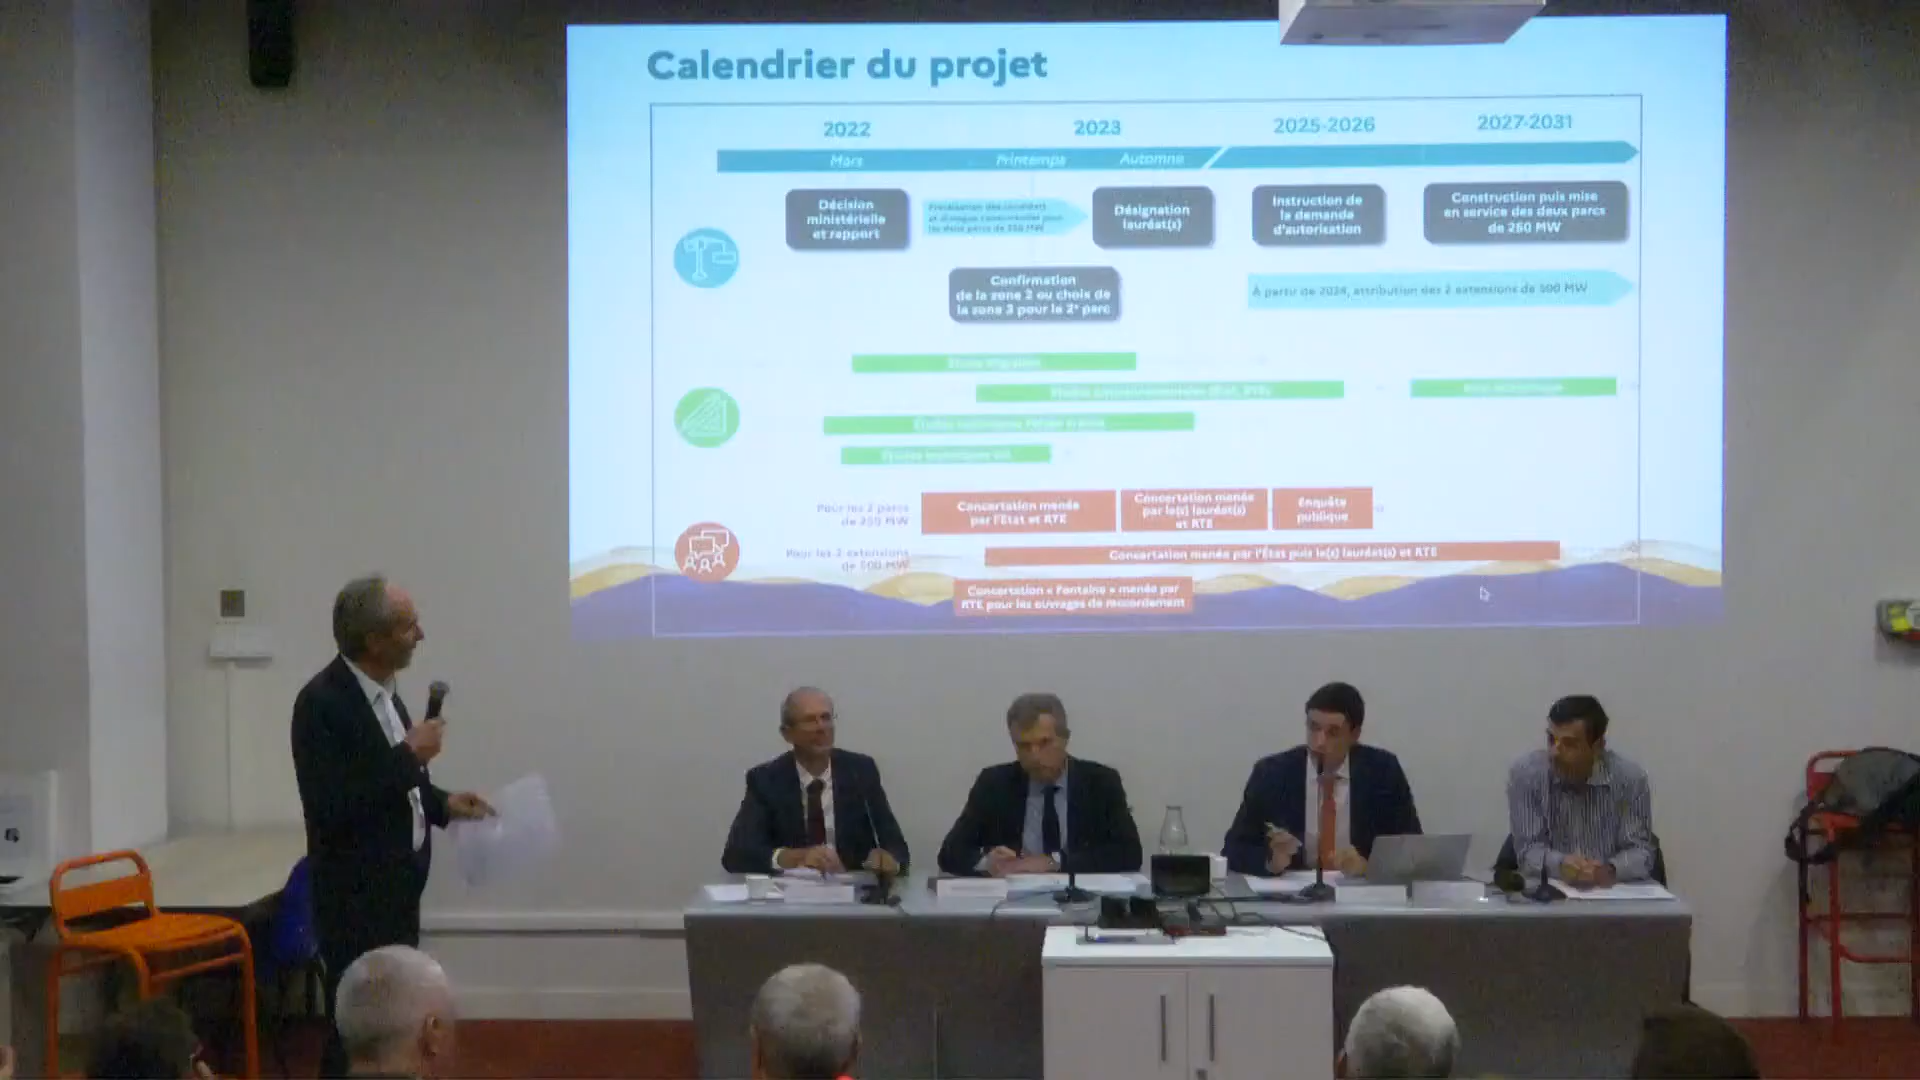 Calendrier du projet
2022
2023
2025-2026
2027-2031
Mars
Printemps
Automne
Décision
ministérielle
et rapport
Désignation
lauréat(s)
Instruction de
la demande
d'autorisation
Construction puis mise
en service des deux parcs
de 250 MW
Confirmation
de la zone 2 ou choix de
la zone 3 pour le 2e parc
À partir de 2024, attribution des 2 extensions de 500 MW
Pour les 2 parcs
de 250 MW
Concertation menée
par l'État et RTE
Concertation menée
par le(s) lauréat(s)
et RTE
Enquête
publique
Pour les 2 extensions
de 500 MW
Concertation menée par l'État puis le(s) lauréat(s) et RTE
Concertation « Fontaine » menée par
RTE pour les ouvrages de raccordement